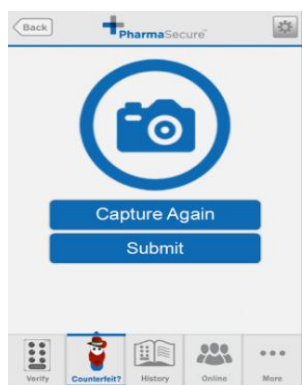 Back
PharmaSecure
Capture Again
Submit
Verify
Counterfeit?
History
Online
More